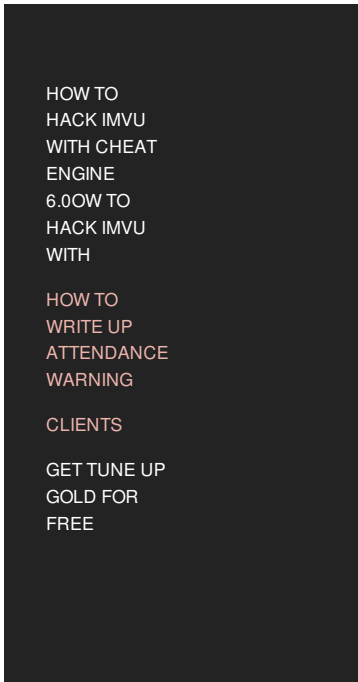 HOW TO
HACK IMVU
WITH CHEAT
ENGINE
6.0OW TO
HACK IMVU
WITH
HOW TO
WRITE UP
ATTENDANCE
WARNING
CLIENTS
GET TUNE UP
GOLD FOR
FREE